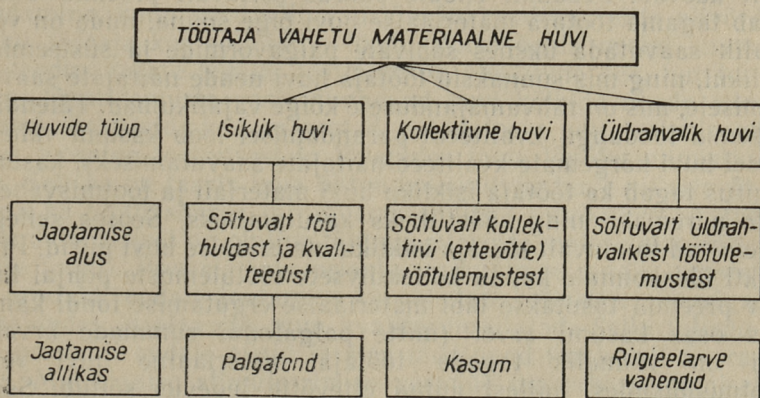 TÖÖTAJA VAHETU MATERIAALNE HUVI
Huvide tüüp
Isiklik huvi
Kollektiivne huvi
Üldrahvalik huvi
Jaotamise
alus
Sõltuvalt töö
hulgast ja kvali-
teedist
Sõltuvalt kollek-
tiivi (ettevõtte)
töötulemustest
Sõltuvalt üldrah-
valikest töötule-
mustest
Jaotamise
allikas
Palgafond
Kasum
Riigieelarve
vahendid